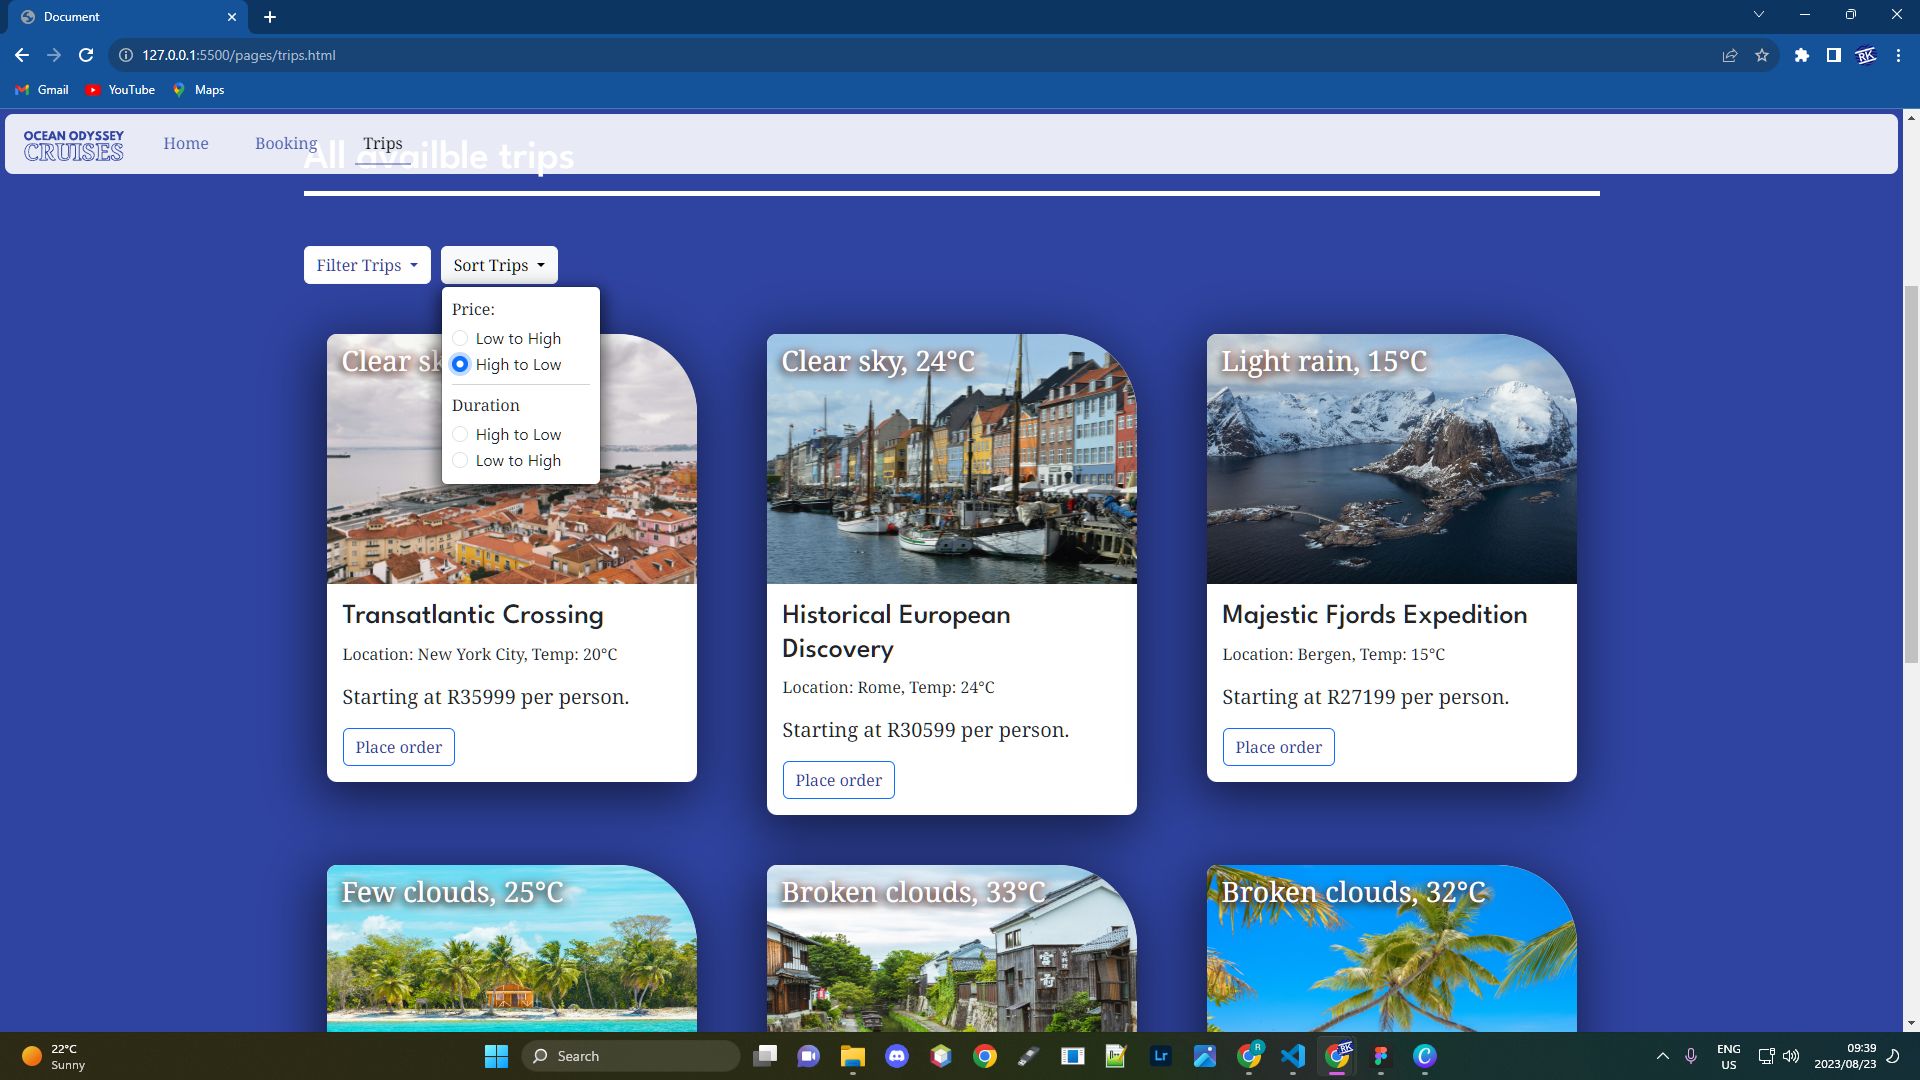 Document
127.0.0.1:5500/pages/trips.html
RK
Gmail
YouTube
Maps
OCEAN ODYSSEY
CRUISES
Home
Booking
Trips
All availble trips
Filter Trips
Sort Trips
Price:
Low to High
High to Low
Duration
High to Low
Low to High
Clear sk
Clear sky, 24°C
Light rain, 15°C
Transatlantic Crossing
Location: New York City, Temp: 20°C
Starting at R35999 per person.
Place order
Historical European
Discovery
Location: Rome, Temp: 24°C
Starting at R30599 per person.
Place order
Majestic Fjords Expedition
Location: Bergen, Temp: 15°C
Starting at R27199 per person.
Place order
Few clouds, 25°C
Broken clouds, 33°C
Broken clouds, 32°C
22°C
Sunny
Search
Lr
R
RK
ENG
US
09:39
2023/08/23